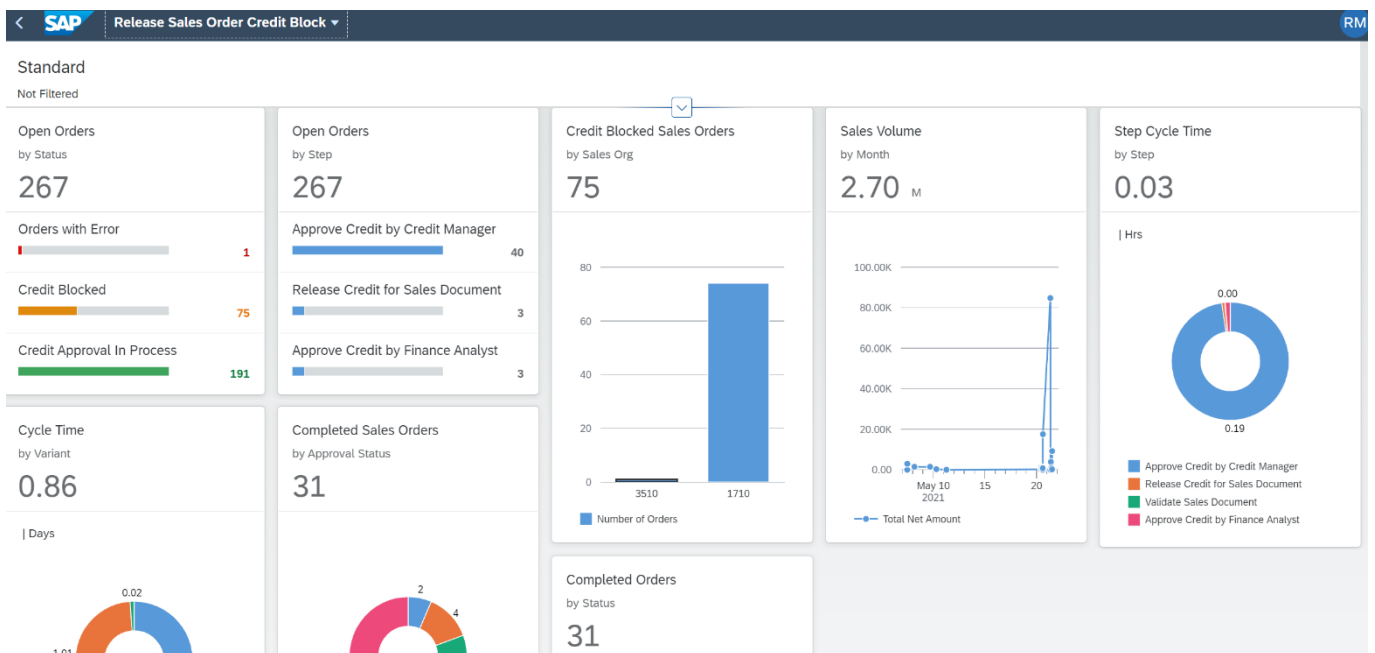 SAP
Release Sales Order Credit Block
RM
Standard
Not Filtered
Open Orders
by Status
267
Orders with Error
1
Credit Blocked
75
Credit Approval In Process
191
Open Orders
by Step
267
Approve Credit by Credit Manager
40
Release Credit for Sales Document
3
Approve Credit by Finance Analyst
3
Credit Blocked Sales Orders
by Sales Org
75
80
60
40
20
0
3510 1710
Number of Orders
Sales Volume
by Month
2.70 M
100.00K
80.00K
60.00K
40.00K
20.00K
0.00
May 10 15 20
2021
Total Net Amount
Step Cycle Time
by Step
0.03
| Hrs
0.00
0.19
Approve Credit by Credit Manager
Release Credit for Sales Document
Validate Sales Document
Approve Credit by Finance Analyst
Cycle Time
by Variant
0.86
| Days
0.02
Completed Sales Orders
by Approval Status
31
2
4
Completed Orders
by Status
31